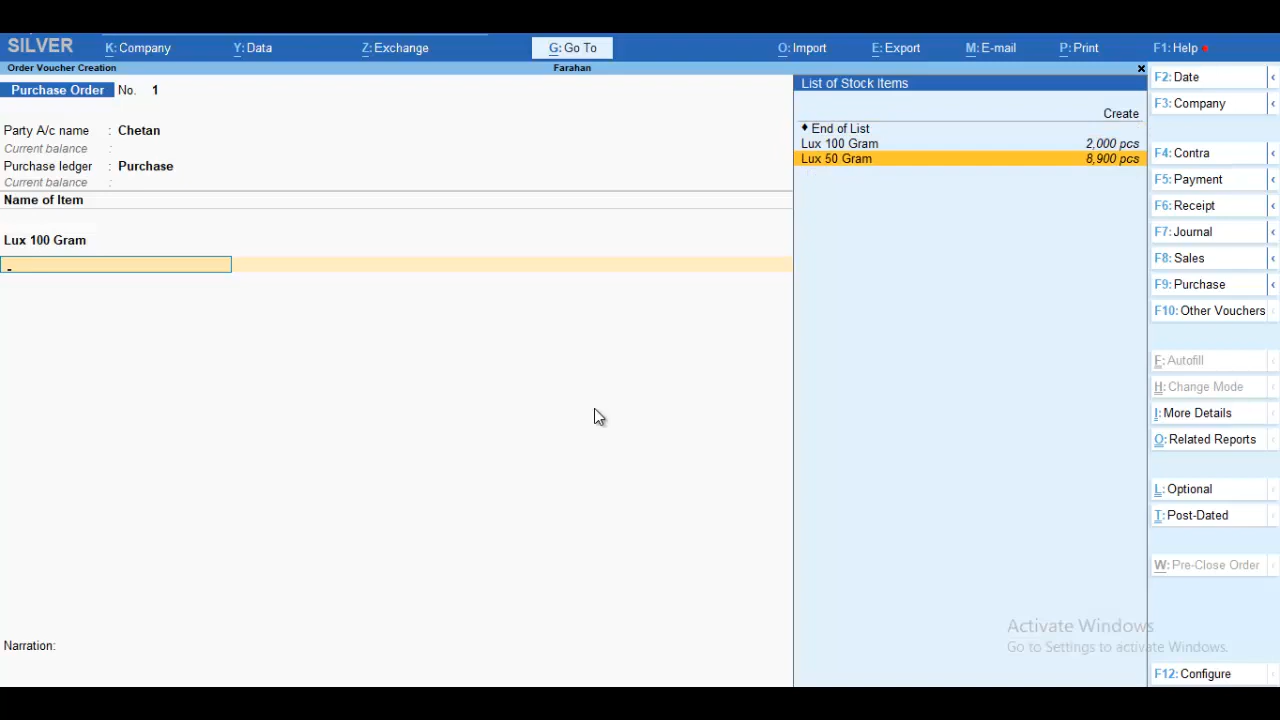 SILVER K: Company Y: Data Z: Exchange G: Go To O: Import E: Export M: E-mail P: Print F1: Help
Order Voucher Creation Farahan
Purchase Order No. 1
Party A/c name : Chetan
Current balance :
Purchase ledger : Purchase
Current balance :
Name of Item
Lux 100 Gram
Narration:
List of Stock Items
Create
End of List
Lux 100 Gram 2,000 pcs
Lux 50 Gram 8,900 pcs
F2: Date
F3: Company
F4: Contra
F5: Payment
F6: Receipt
F7: Journal
F8: Sales
F9: Purchase
F10: Other Vouchers
F: Autofill
H: Change Mode
I: More Details
O: Related Reports
L: Optional
T: Post-Dated
W: Pre-Close Order
Activate Windows
Go to Settings to activate Windows.
F12: Configure